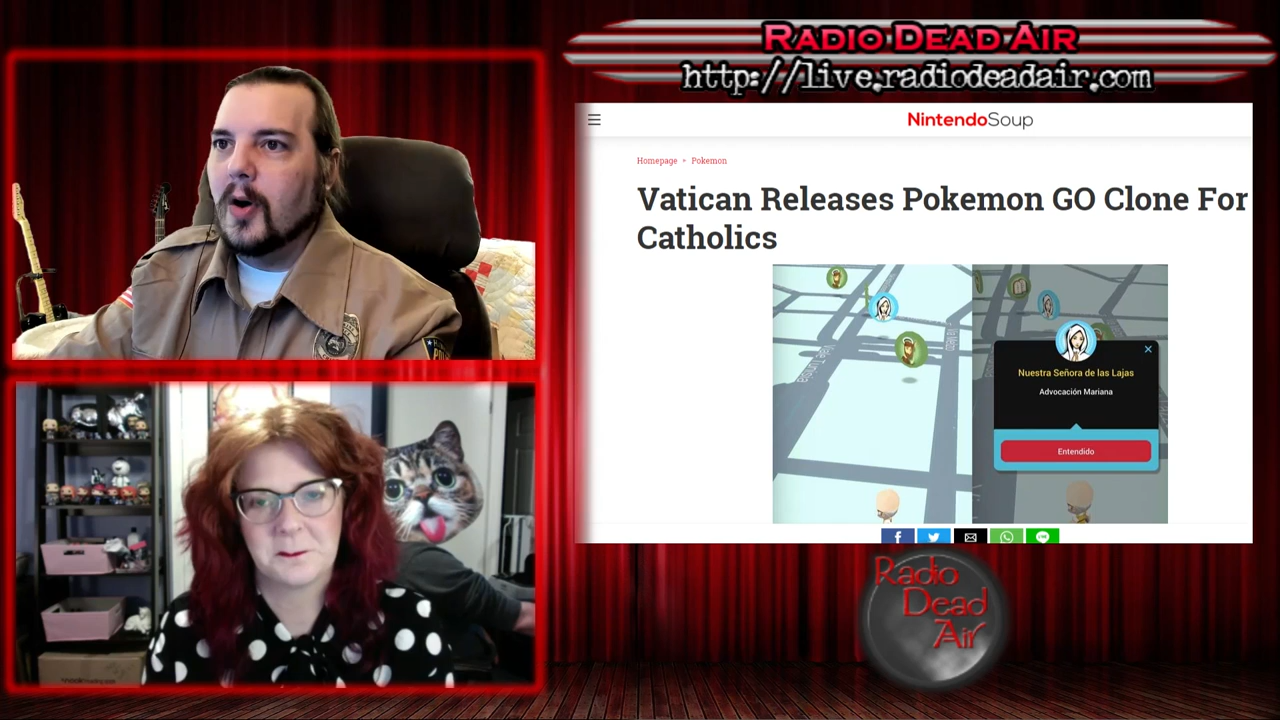 Radio Dead Air
http://live.radiodeadair.com
NintendoSoup
Homepage
Pokemon
Vatican Releases Pokemon GO Clone For
Catholics
Nuestra Señora de las Lajas
Advocación Mariana
Entendido
Radio
Dead
Air